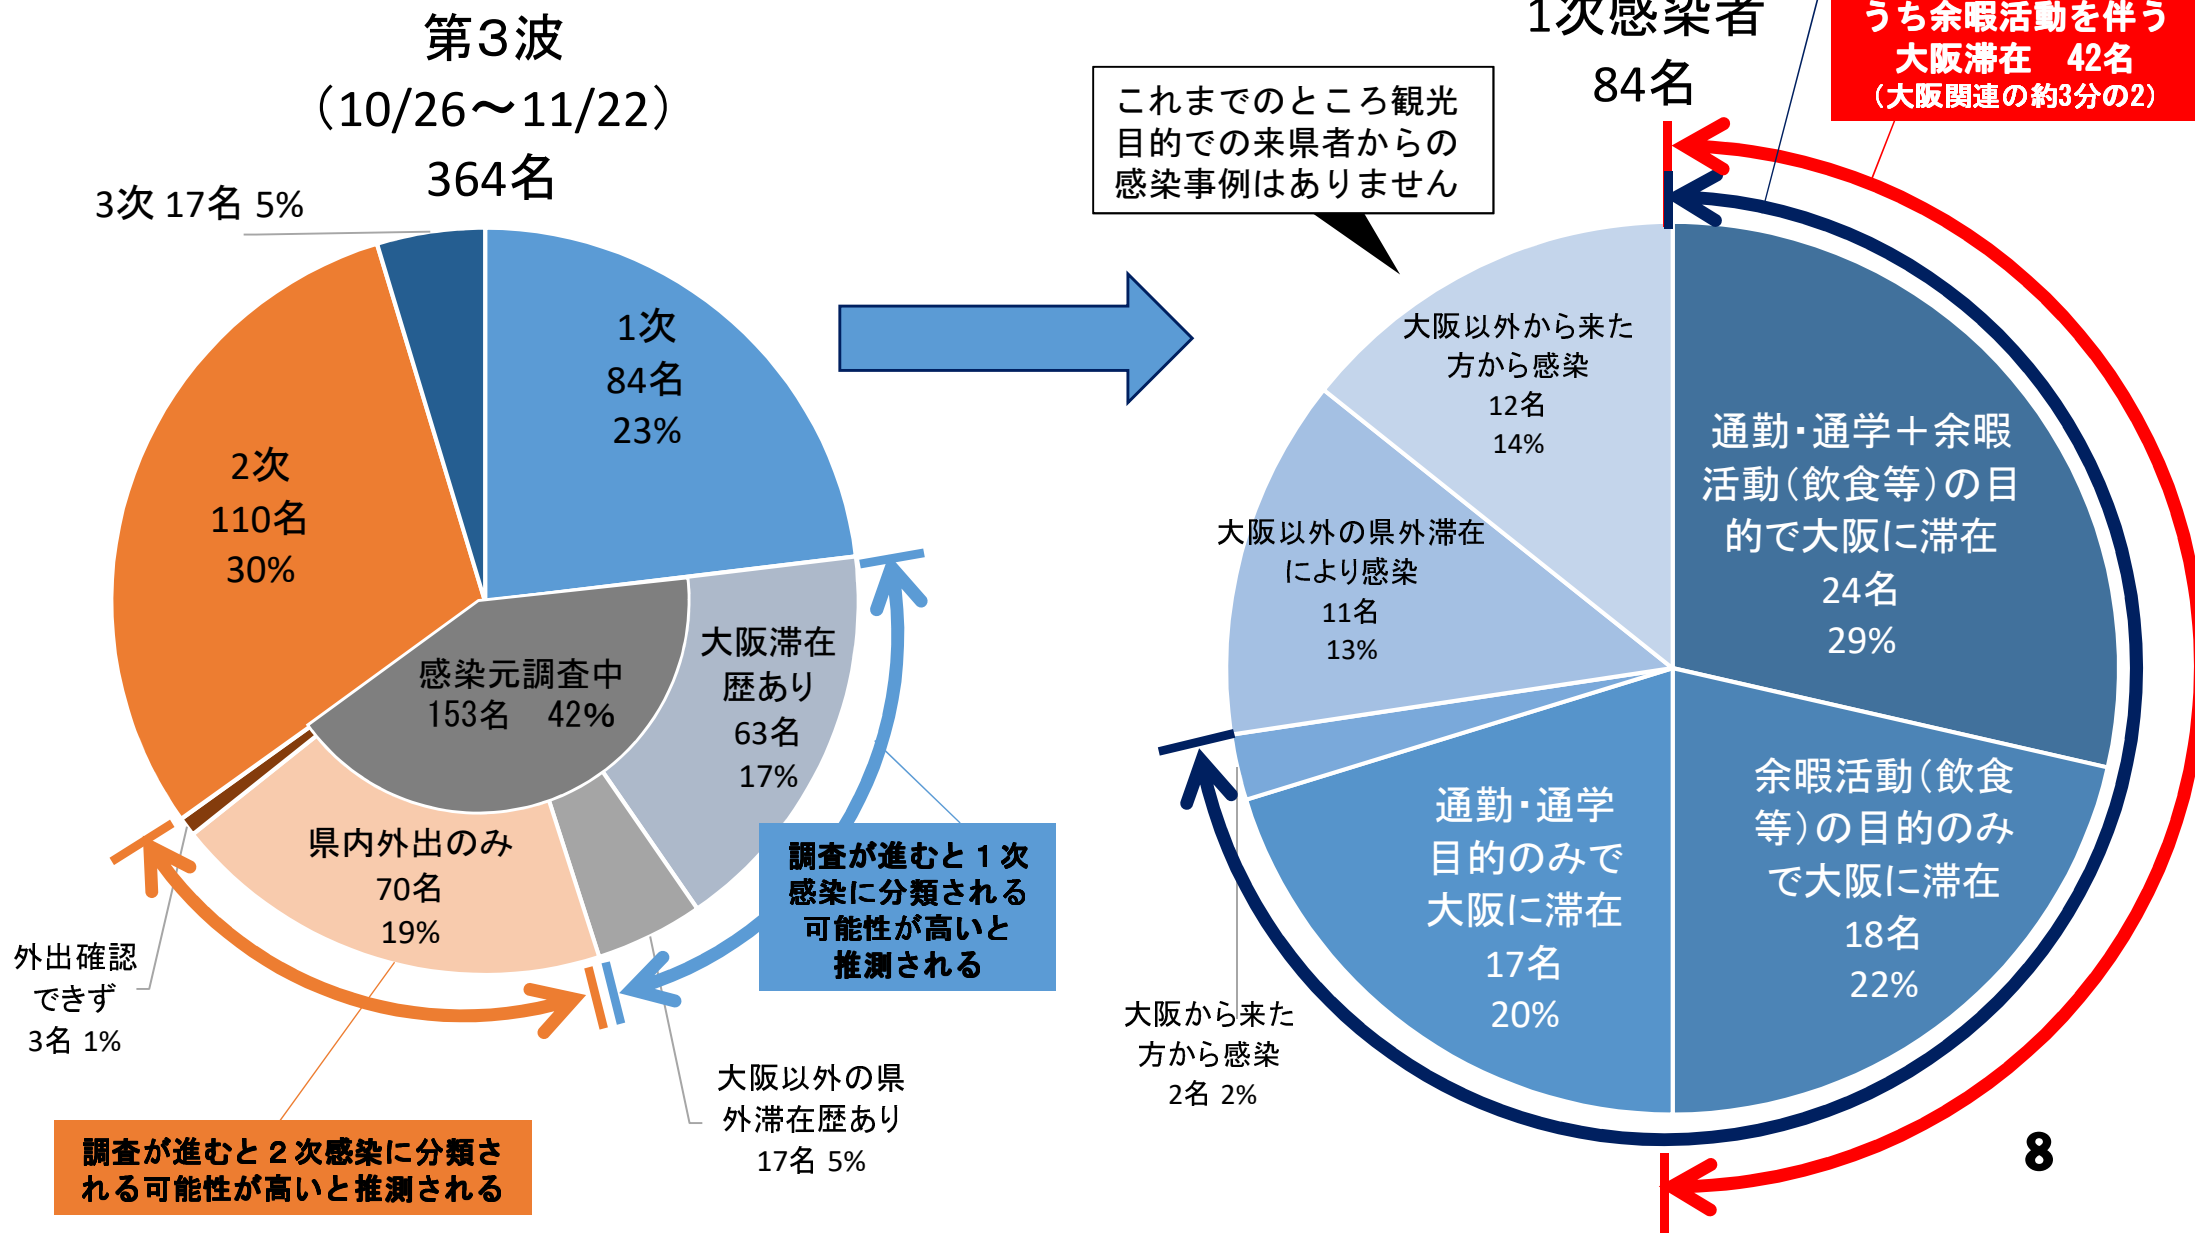 第３波
（10/26～11/22）
364名
3次 17名 5%
1次
84名
23%
2次
110名
30%
感染元調査中
153名　42%
大阪滞在
歴あり
63名
17%
県内外出のみ
70名
19%
外出確認
できず
3名 1%
大阪以外の県
外滞在歴あり
17名 5%
調査が進むと１次
感染に分類される
可能性が高いと
推測される
調査が進むと２次感染に分類さ
れる可能性が高いと推測される
1次感染者
84名
うち余暇活動を伴う
大阪滞在　42名
（大阪関連の約3分の2）
これまでのところ観光
目的での来県者からの
感染事例はありません
大阪以外から来た
方から感染
12名
14%
大阪以外の県外滞在
により感染
11名
13%
通勤・通学＋余暇
活動（飲食等）の目
的で大阪に滞在
24名
29%
余暇活動（飲食
等）の目的のみ
で大阪に滞在
18名
22%
通勤・通学
目的のみで
大阪に滞在
17名
20%
大阪から来た
方から感染
2名 2%
8